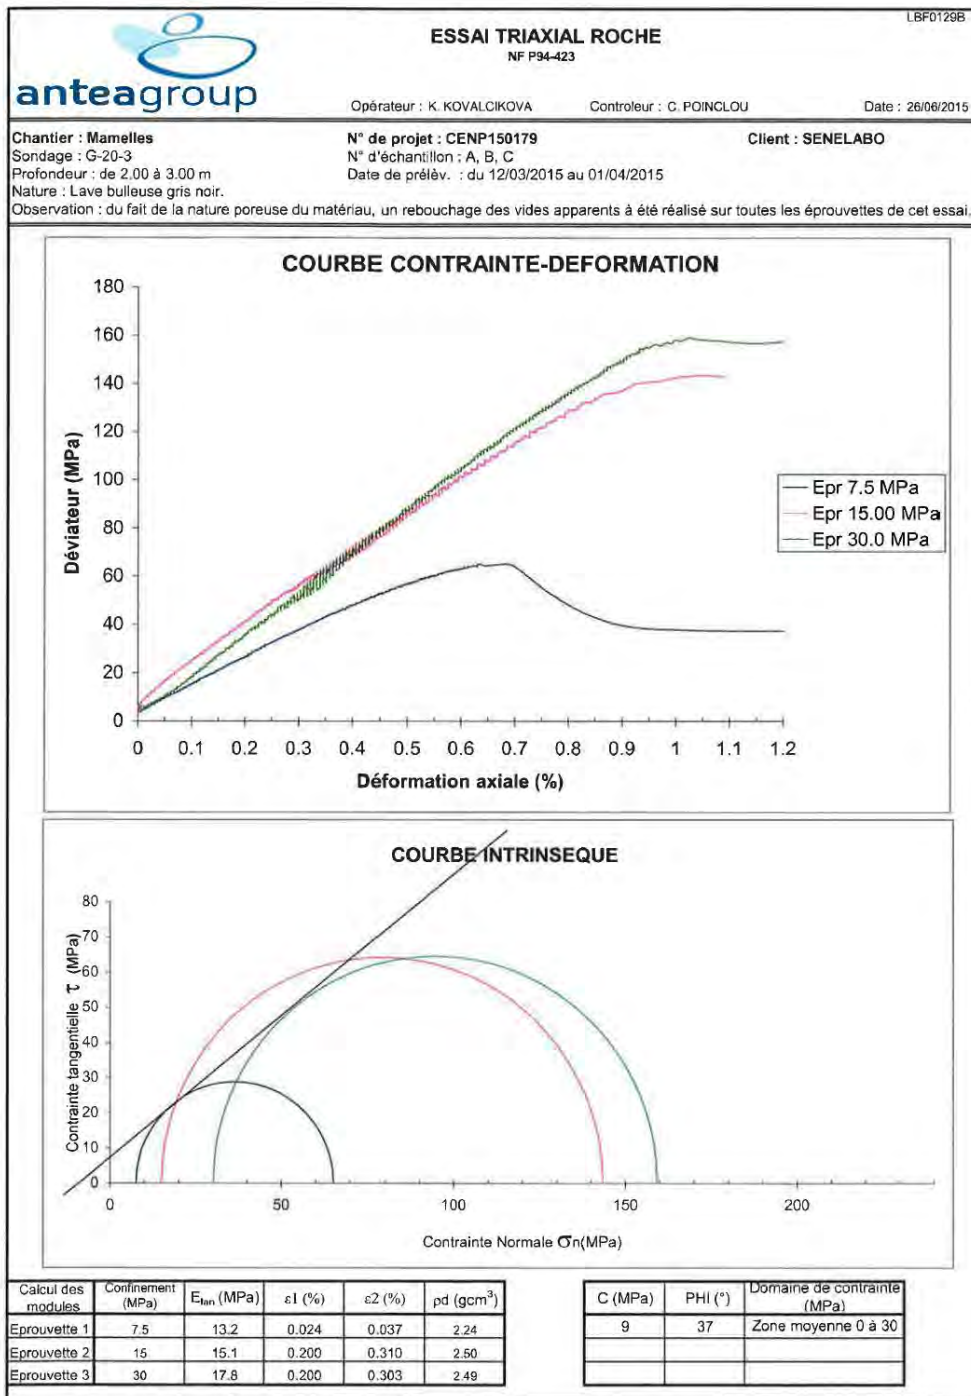 LBF0129B
anteagroup
ESSAI TRIAXIAL ROCHE
NF P94-423
Opérateur : K. KOVALCIKOVA Controleur : C. POINCLOU Date : 26/06/2015
Chantier : Mamelles N° de projet : CENP150179 Client : SENELABO
Sondage : G-20-3 N° d'échantillon : A, B, C
Profondeur : de 2.00 à 3.00 m Date de prélèv. : du 12/03/2015 au 01/04/2015
Nature : Lave bulleuse gris noir.
Observation : du fait de la nature poreuse du matériau, un rebouchage des vides apparents à été réalisé sur toutes les éprouvettes de cet essai.
COURBE CONTRAINTE-DEFORMATION
180
160
140
120
100
80
60
40
20
0
Déviateur (MPa)
0 0.1 0.2 0.3 0.4 0.5 0.6 0.7 0.8 0.9 1 1.1 1.2
Déformation axiale (%)
Epr 7.5 MPa
Epr 15.00 MPa
Epr 30.0 MPa
COURBE INTRINSEQUE
80
70
60
50
40
30
20
10
0
Contrainte tangentielle τ (MPa)
0 50 100 150 200
Contrainte Normale σn(MPa)
Calcul des modules Confinement (MPa) Etan (MPa) ε1 (%) ε2 (%) ρd (gcm³)
Eprouvette 1 7.5 13.2 0.024 0.037 2.24
Eprouvette 2 15 15.1 0.200 0.310 2.50
Eprouvette 3 30 17.8 0.200 0.303 2.49
C (MPa) PHI (°) Domaine de contrainte (MPa)
9 37 Zone moyenne 0 à 30